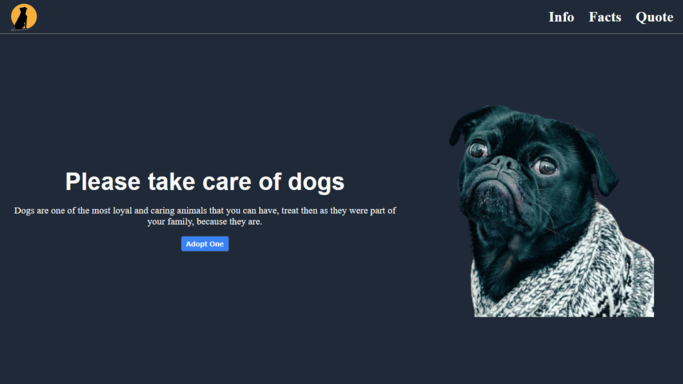 Info Facts Quote
Please take care of dogs
Dogs are one of the most loyal and caring animals that you can have, treat then as they were part of
your family, because they are.
Adopt One